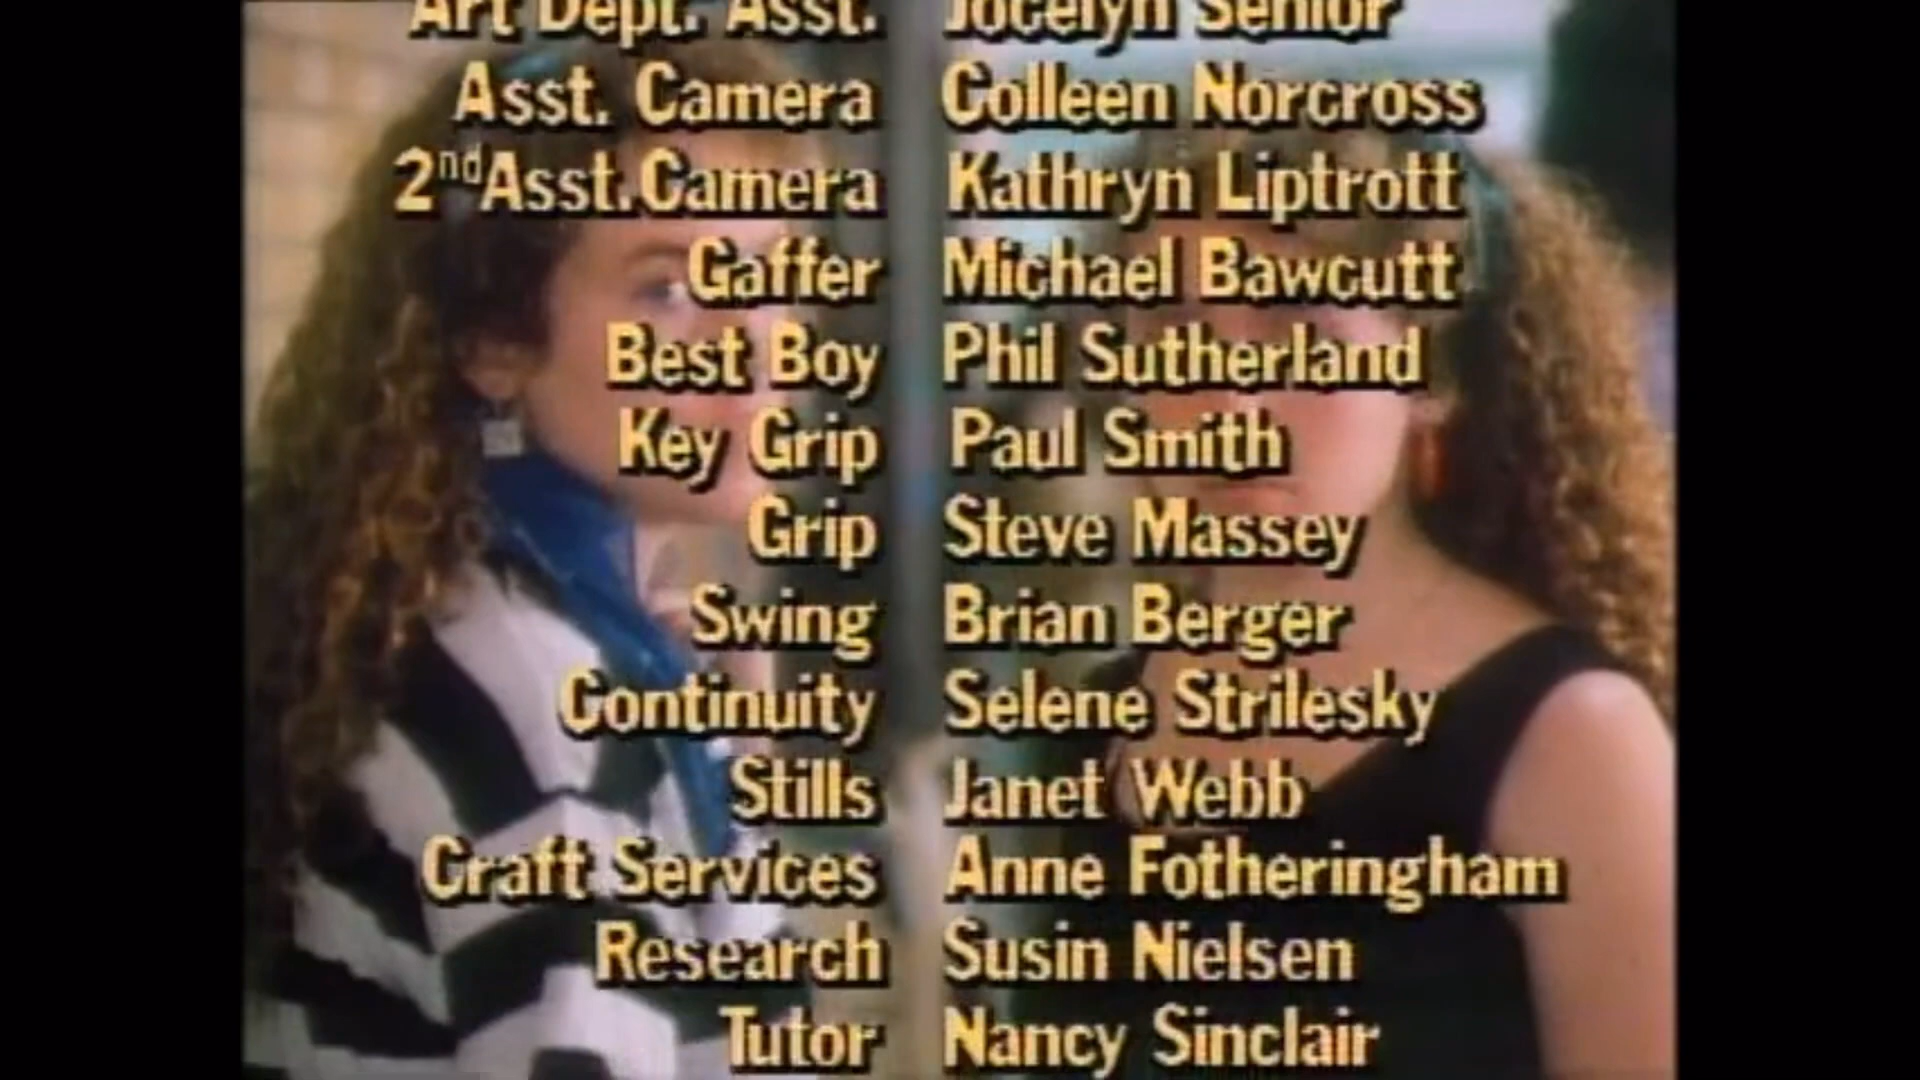 Art Dept. Asst. Jocelyn Senior
Asst. Camera Colleen Norcross
2nd Asst. Camera Kathryn Liptrott
Gaffer Michael Bawcutt
Best Boy Phil Sutherland
Key Grip Paul Smith
Grip Steve Massey
Swing Brian Berger
Continuity Selene Strilesky
Stills Janet Webb
Craft Services Anne Fotheringham
Research Susin Nielsen
Tutor Nancy Sinclair